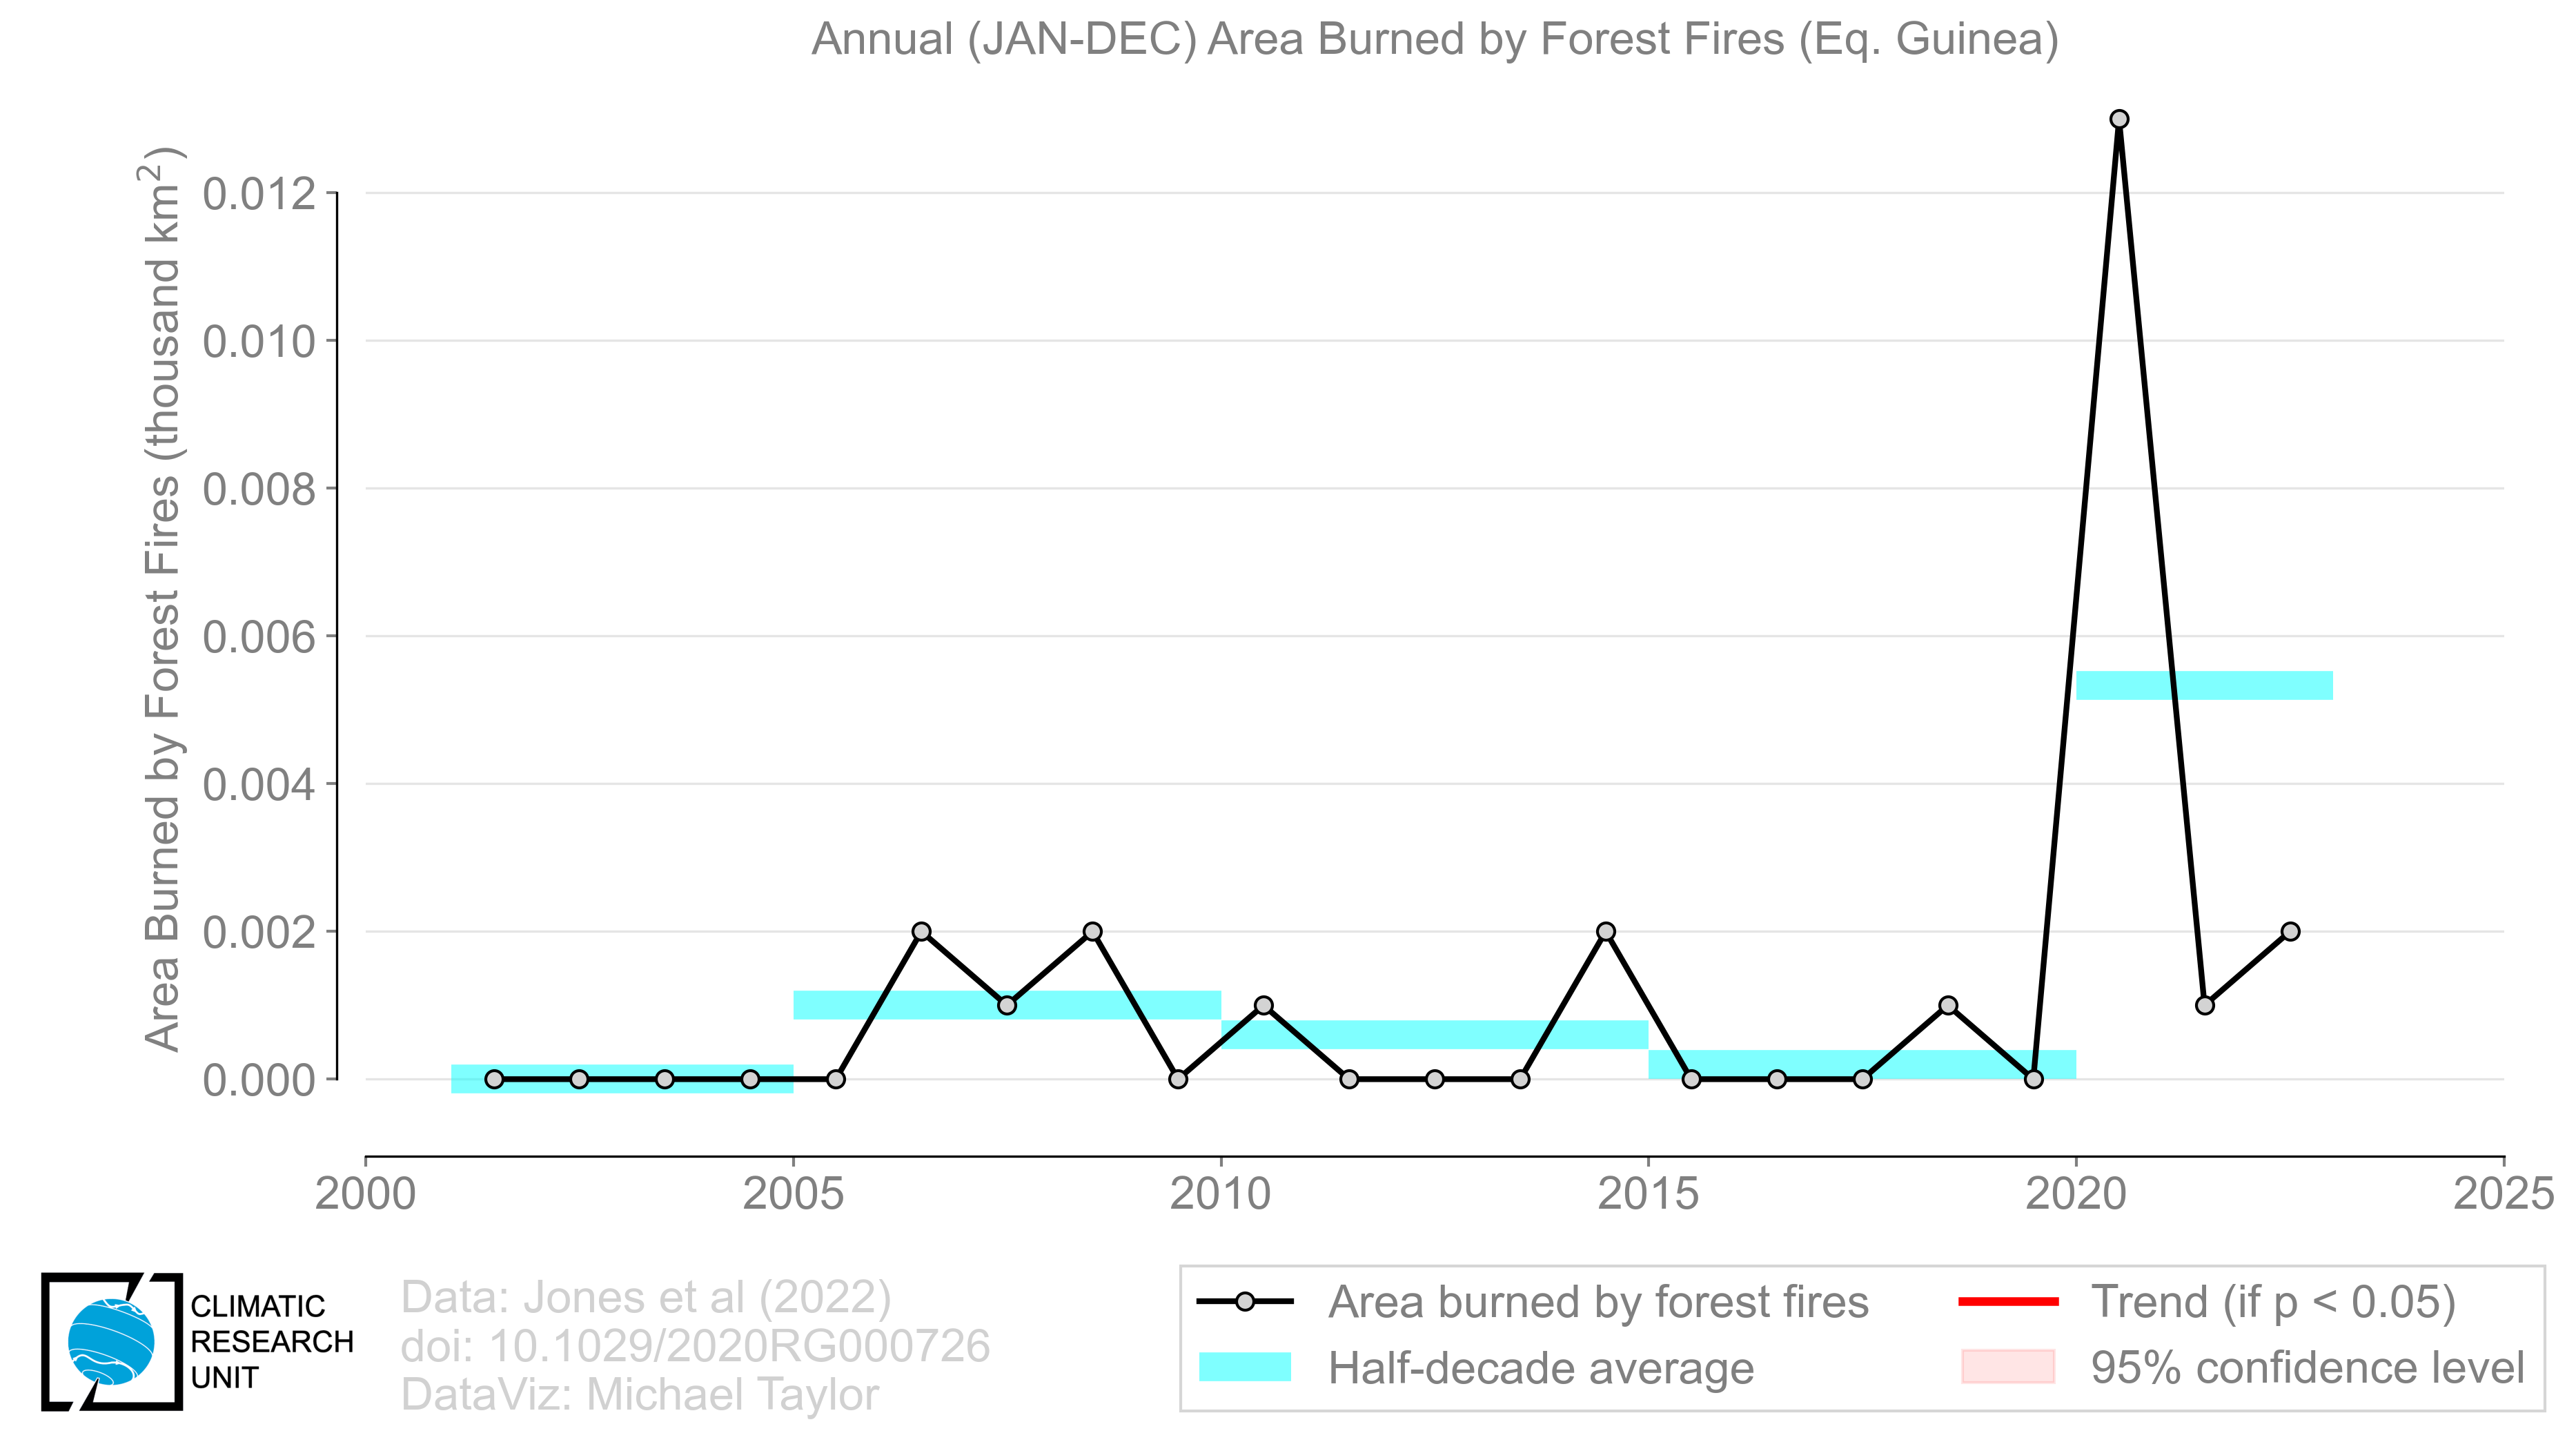 Annual (JAN-DEC) Area Burned by Forest Fires (Eq. Guinea)
Area Burned by Forest Fires (thousand km²)
0.012
0.010
0.008
0.006
0.004
0.002
0.000
2000 2005 2010 2015 2020 2025
CLIMATIC
RESEARCH
UNIT
Data: Jones et al (2022)
doi: 10.1029/2020RG000726
DataViz: Michael Taylor
Area burned by forest fires
Half-decade average
Trend (if p < 0.05)
95% confidence level